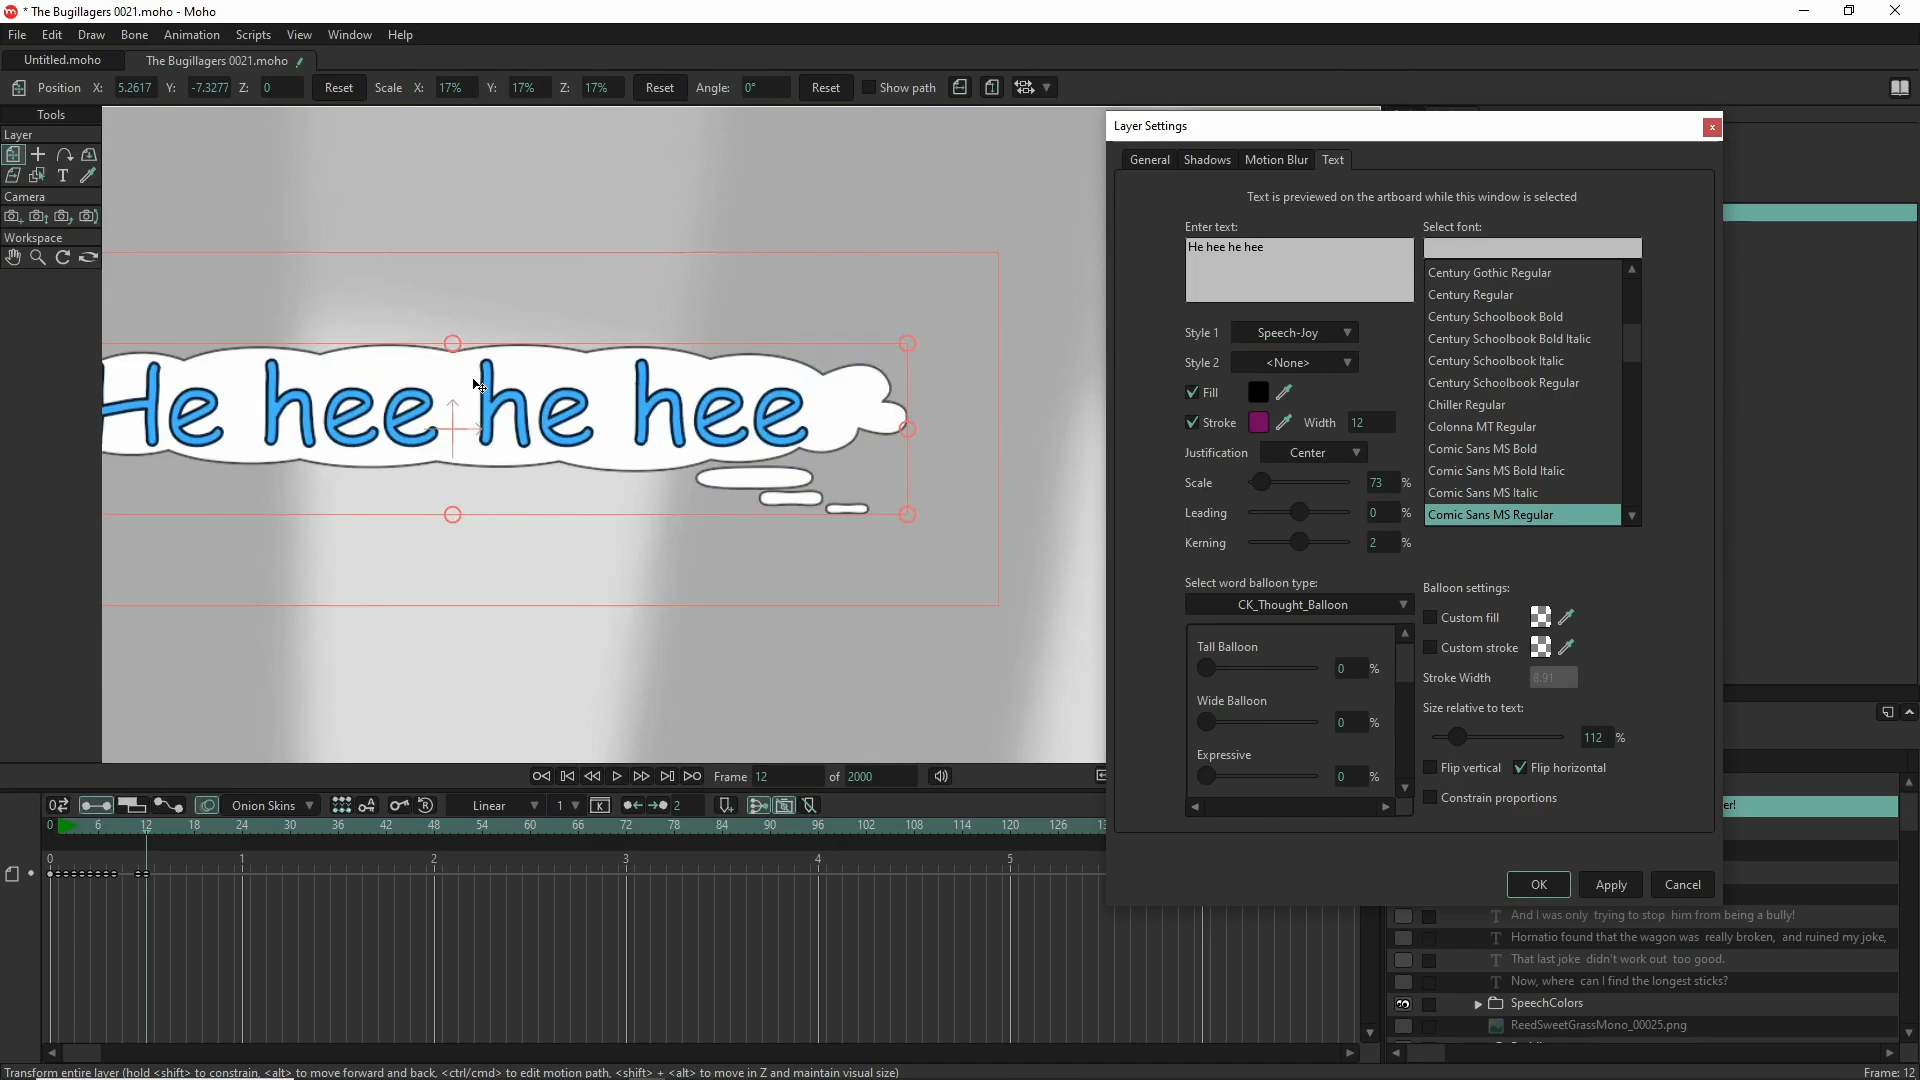 * The Bugillagers 0021.moho - Moho
File Edit Draw Bone Animation Scripts View Window Help
Untitled.moho The Bugillagers 0021.moho
Position X: 5.2617 Y: -7.3277 Z: 0 Reset Scale X: 17% Y: 17% Z: 17% Reset Angle: 0° Reset Show path
Tools
Layer
Camera
Workspace
He hee he hee
Layer Settings
General Shadows Motion Blur Text
Text is previewed on the artboard while this window is selected
Enter text: Select font:
He hee he hee
Century Gothic Regular
Century Regular
Century Schoolbook Bold
Century Schoolbook Bold Italic
Century Schoolbook Italic
Century Schoolbook Regular
Chiller Regular
Colonna MT Regular
Comic Sans MS Bold
Comic Sans MS Bold Italic
Comic Sans MS Italic
Comic Sans MS Regular
Style 1 Speech-Joy
Style 2 <None>
Fill
Stroke Width 12
Justification Center
Scale 73 %
Leading 0 %
Kerning 2 %
Select word balloon type: Balloon settings:
CK_Thought_Balloon
Custom fill
Custom stroke
Stroke Width 8.91
Size relative to text:
112 %
Flip vertical Flip horizontal
Constrain proportions
Tall Balloon
0 %
Wide Balloon
0 %
Expressive
0 %
OK Apply Cancel
Frame 12 of 2000
Onion Skins Linear 1 K 2
0 6 12 18 24 30 36 42 48 54 60 66 72 78 84 90 96 102 108 114 120 126 13
0 1 2 3 4 5
er!
And I was only trying to stop him from being a bully!
Hornatio found that the wagon was really broken, and ruined my joke,
That last joke didn't work out too good.
Now, where can I find the longest sticks?
SpeechColors
ReedSweetGrassMono_00025.png
Transform entire layer (hold <shift> to constrain, <alt> to move forward and back, <ctrl/cmd> to edit motion path, <shift> + <alt> to move in Z and maintain visual size)
Frame: 12